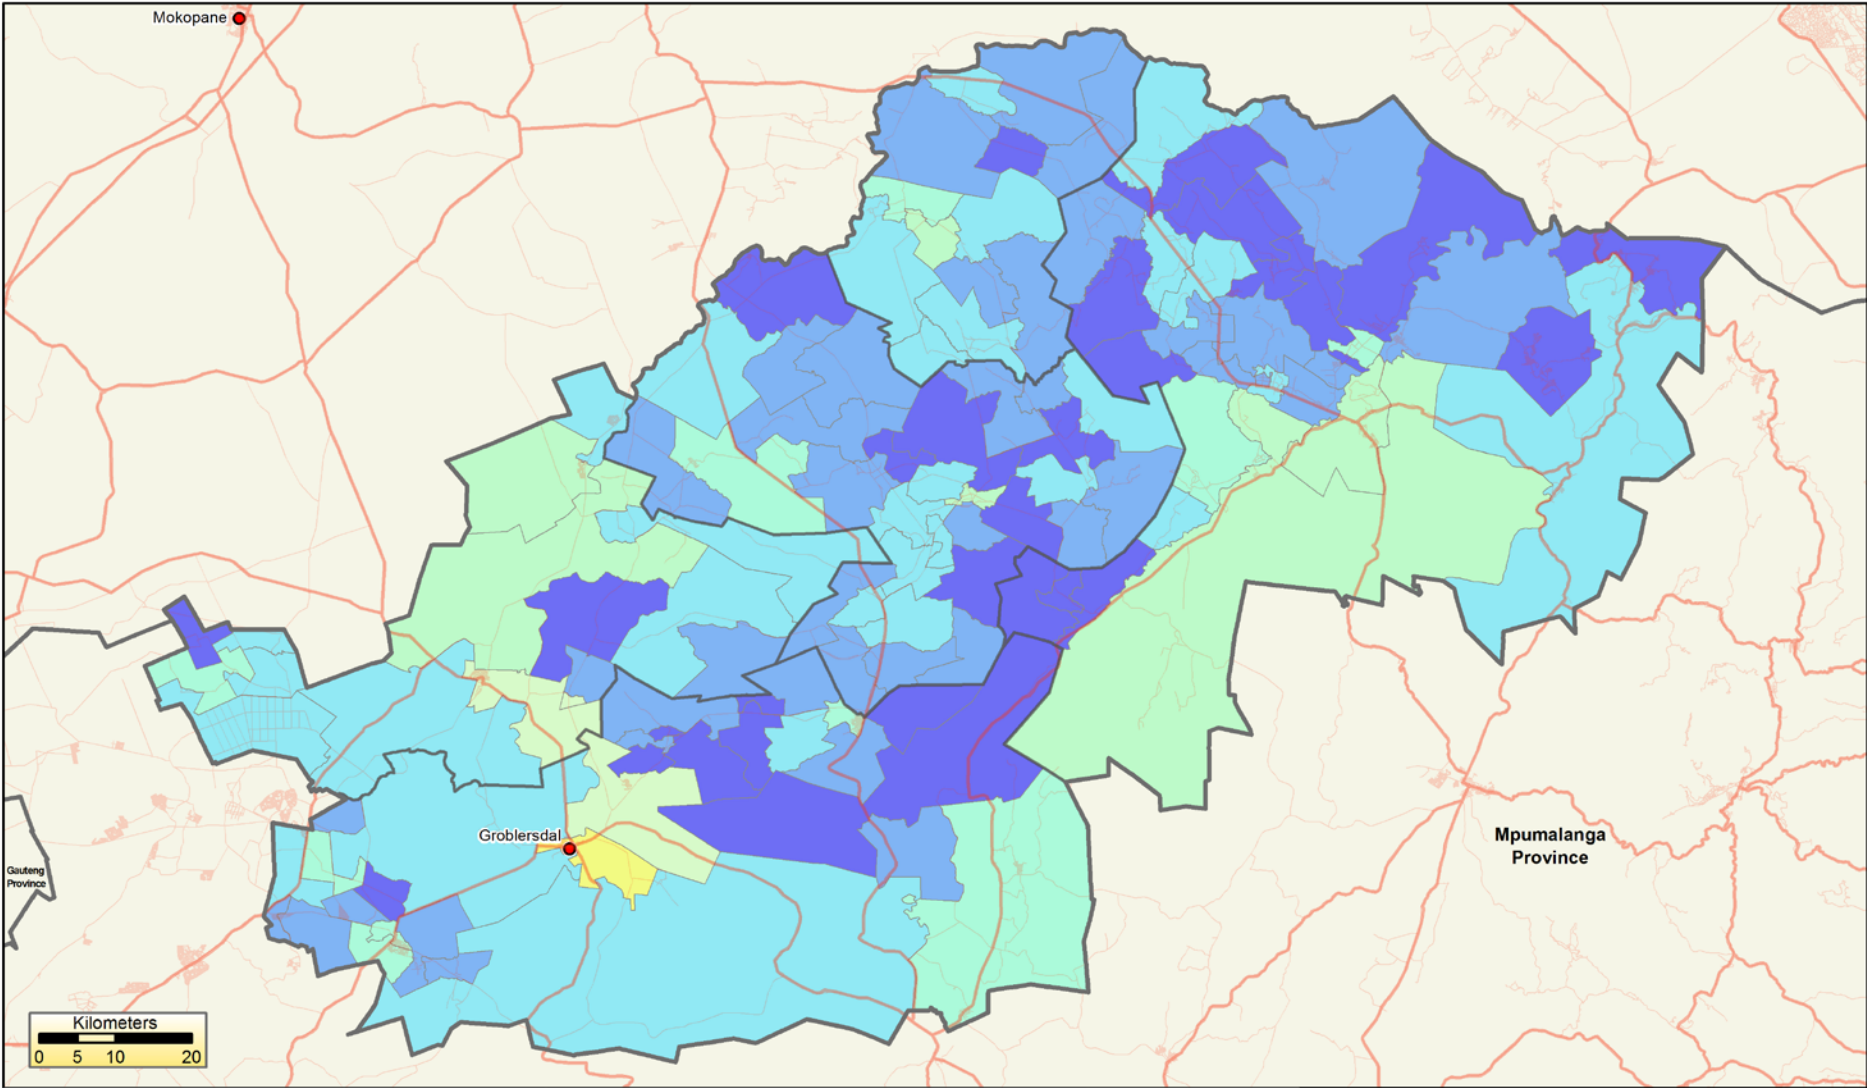 Mokopane
Groblersdal
Mpumalanga
Province
Gauteng
Province
Kilometers
0 5 10 20